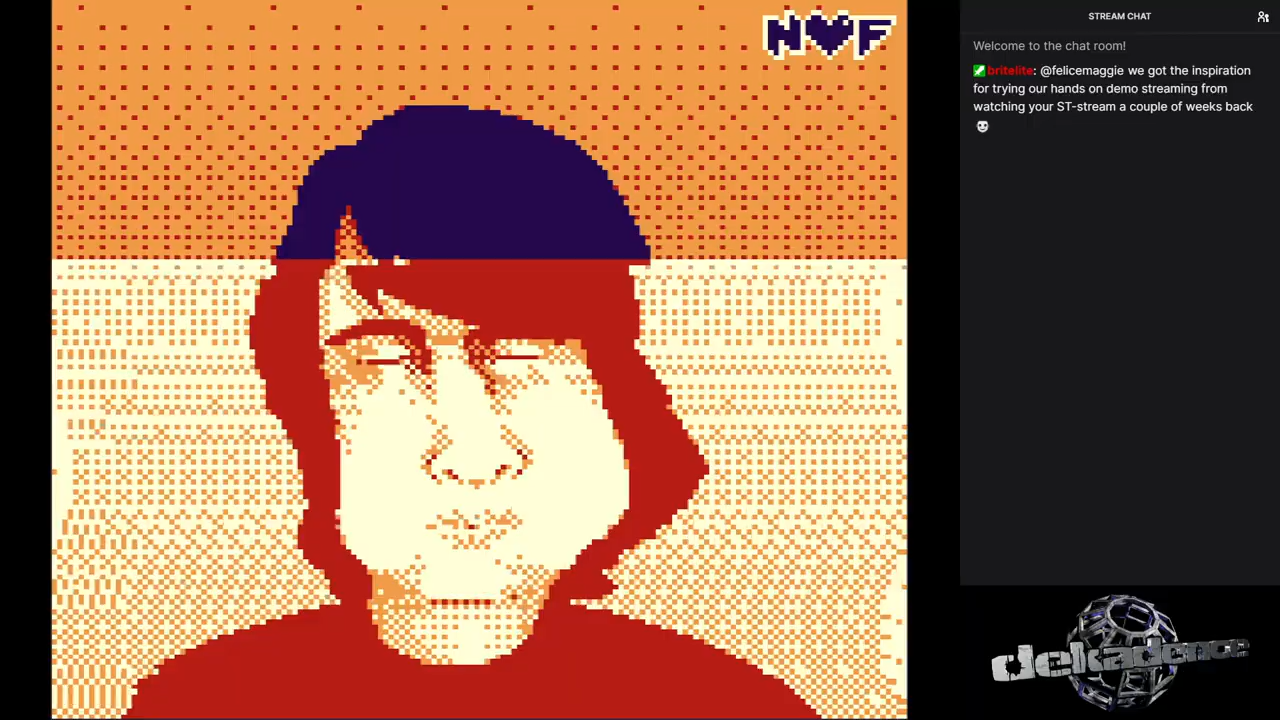 N♥F
STREAM CHAT
Welcome to the chat room!
britelite: @felicemaggie we got the inspiration
for trying our hands on demo streaming from
watching your ST-stream a couple of weeks back
dekadence